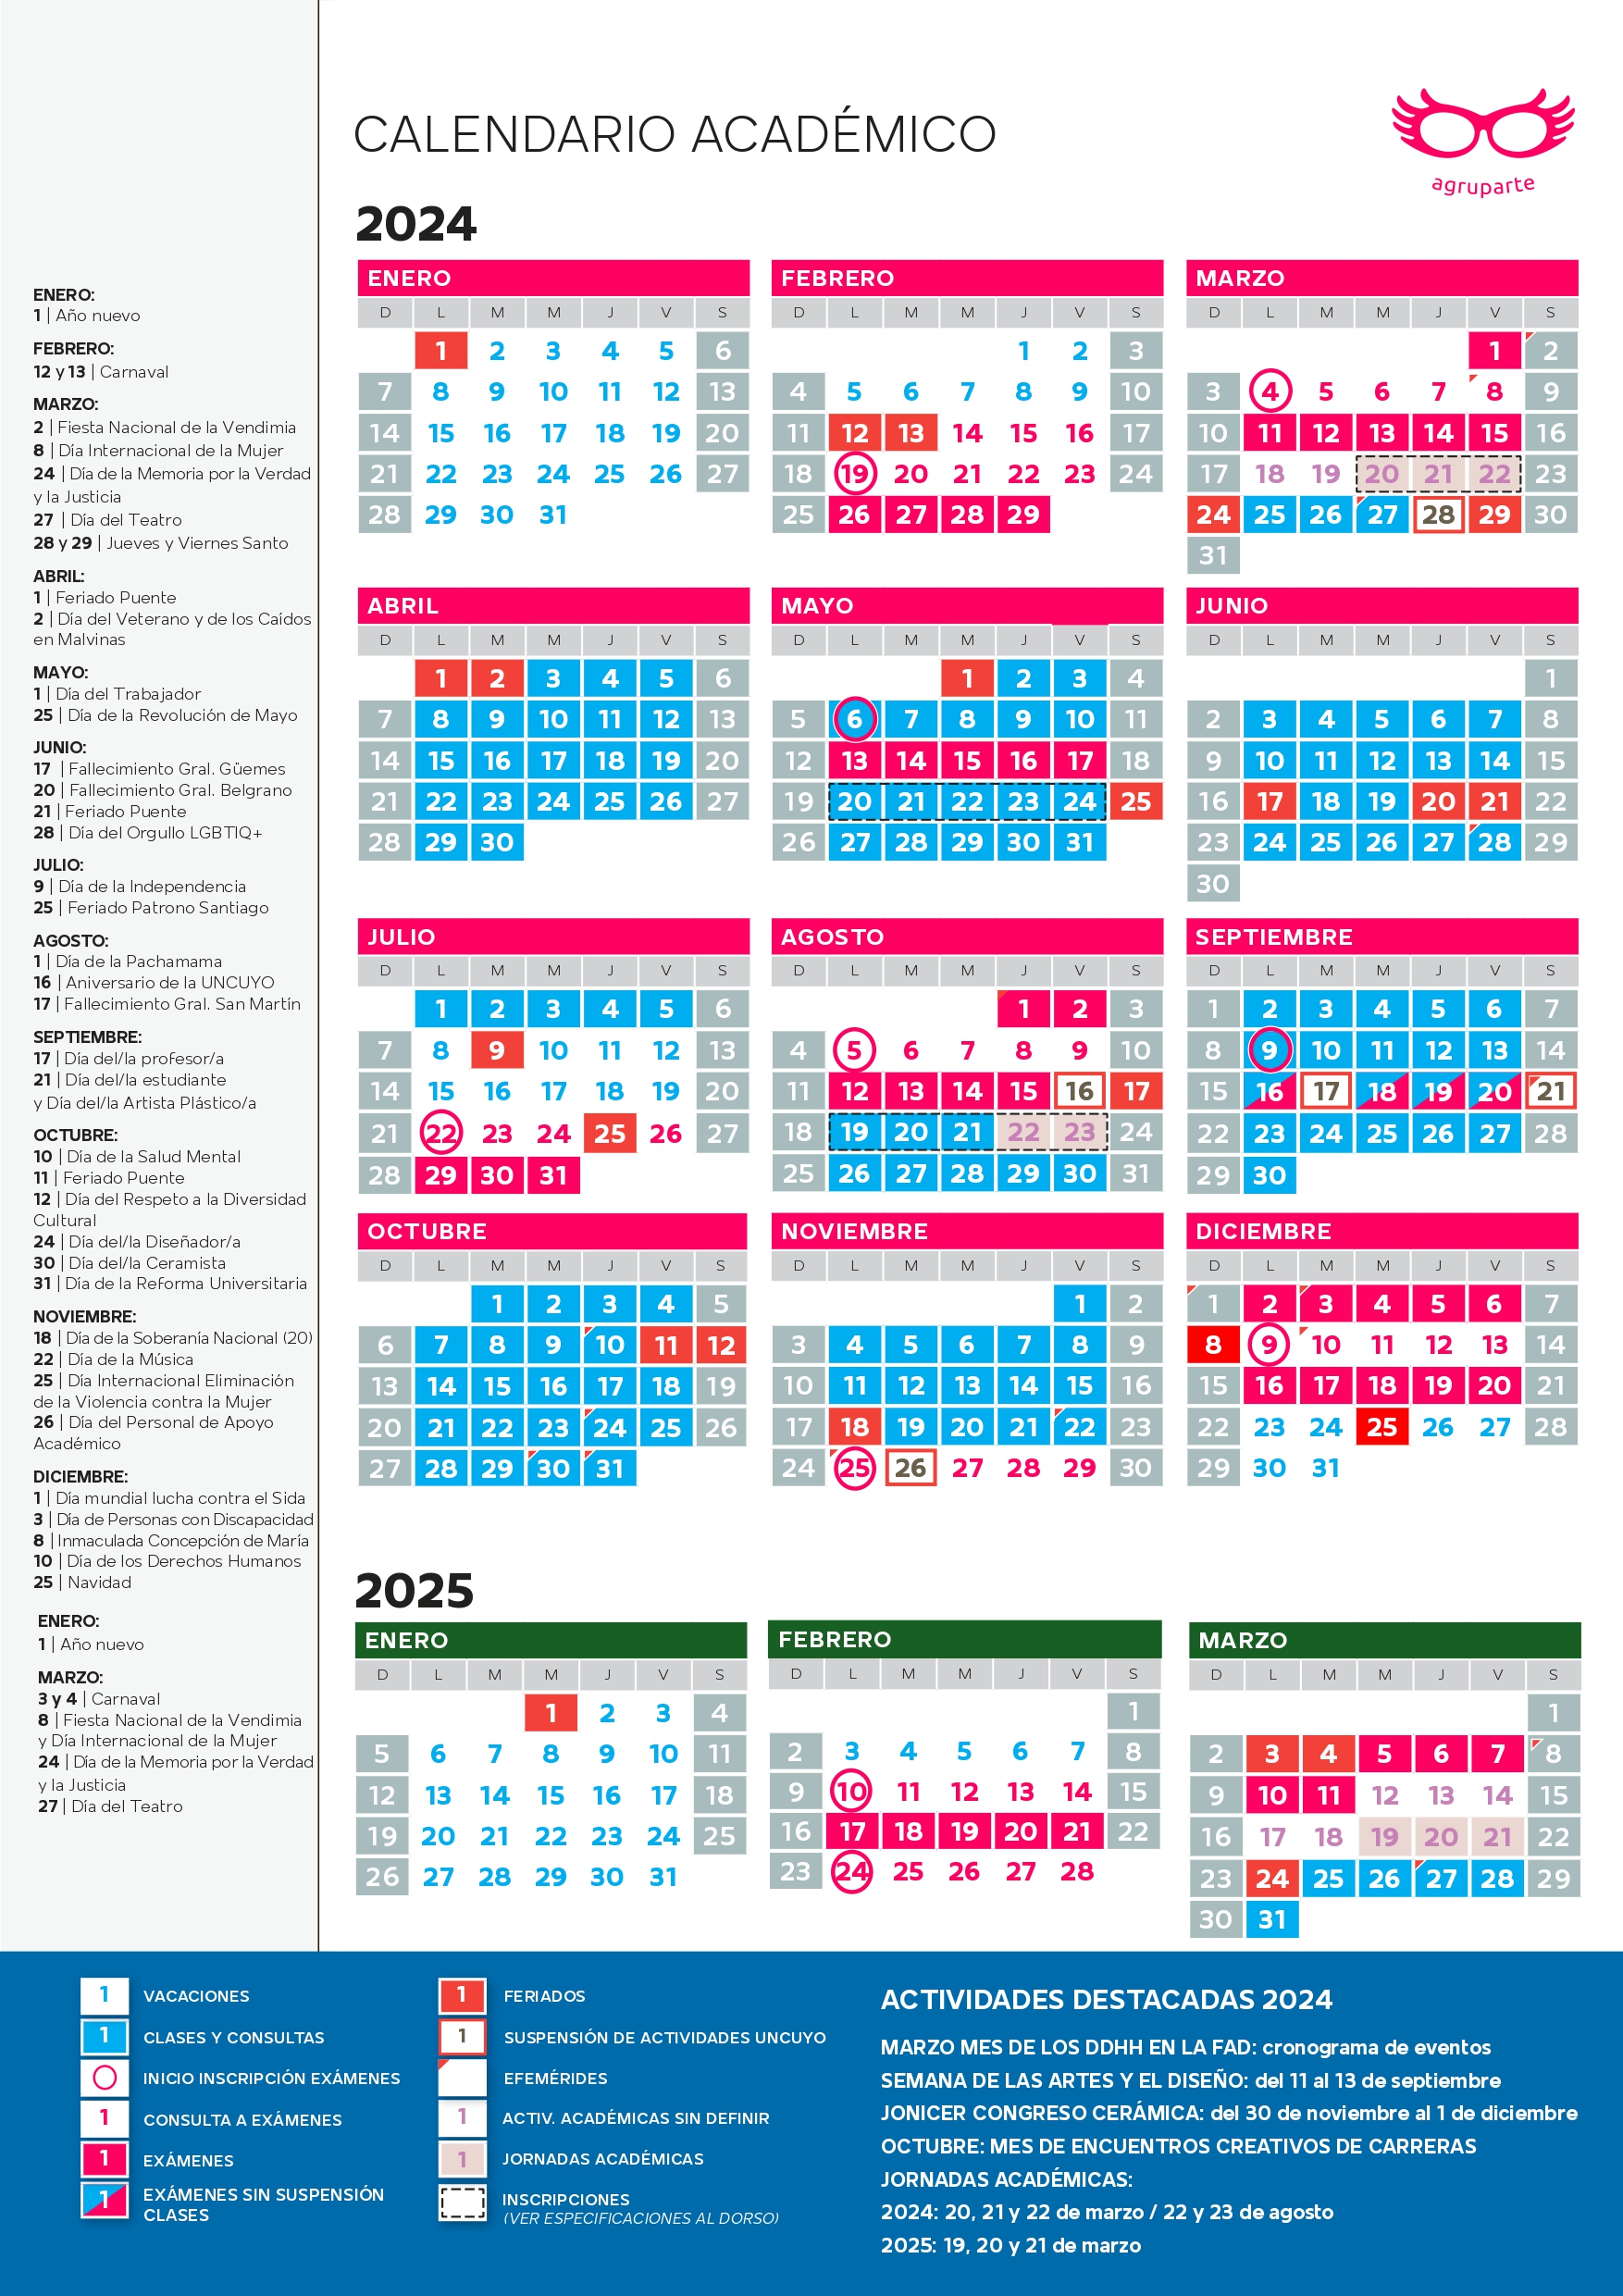 CALENDARIO ACADÉMICO
agruparte
2024
ENERO:
1 | Año nuevo
FEBRERO:
12 y 13 | Carnaval
MARZO:
2 | Fiesta Nacional de la Vendimia
8 | Día Internacional de la Mujer
24 | Día de la Memoria por la Verdad
y la Justicia
27 | Día del Teatro
28 y 29 | Jueves y Viernes Santo
ABRIL:
1 | Feriado Puente
2 | Día del Veterano y de los Caídos
en Malvinas
MAYO:
1 | Día del Trabajador
25 | Día de la Revolución de Mayo
JUNIO:
17 | Fallecimiento Gral. Güemes
20 | Fallecimiento Gral. Belgrano
21 | Feriado Puente
28 | Día del Orgullo LGBTIQ+
JULIO:
9 | Día de la Independencia
25 | Feriado Patrono Santiago
AGOSTO:
1 | Día de la Pachamama
16 | Aniversario de la UNCUYO
17 | Fallecimiento Gral. San Martín
SEPTIEMBRE:
17 | Día del/la profesor/a
21 | Día del/la estudiante
y Día del/la Artista Plástico/a
OCTUBRE:
10 | Día de la Salud Mental
11 | Feriado Puente
12 | Día del Respeto a la Diversidad
Cultural
24 | Día del/la Diseñador/a
30 | Día del/la Ceramista
31 | Día de la Reforma Universitaria
NOVIEMBRE:
18 | Día de la Soberanía Nacional (20)
22 | Día de la Música
25 | Día Internacional Eliminación
de la Violencia contra la Mujer
26 | Día del Personal de Apoyo
Académico
DICIEMBRE:
1 | Día mundial lucha contra el Sida
3 | Día de Personas con Discapacidad
8 | Inmaculada Concepción de María
10 | Día de los Derechos Humanos
25 | Navidad
ENERO:
1 | Año nuevo
MARZO:
3 y 4 | Carnaval
8 | Fiesta Nacional de la Vendimia
y Día Internacional de la Mujer
24 | Día de la Memoria por la Verdad
y la Justicia
27 | Día del Teatro
ENERO
D L M M J V S
1 2 3 4 5 6
7 8 9 10 11 12 13
14 15 16 17 18 19 20
21 22 23 24 25 26 27
28 29 30 31
FEBRERO
D L M M J V S
1 2 3
4 5 6 7 8 9 10
11 12 13 14 15 16 17
18 19 20 21 22 23 24
25 26 27 28 29
MARZO
D L M M J V S
1 2
3 4 5 6 7 8 9
10 11 12 13 14 15 16
17 18 19 20 21 22 23
24 25 26 27 28 29 30
31
ABRIL
D L M M J V S
1 2 3 4 5 6
7 8 9 10 11 12 13
14 15 16 17 18 19 20
21 22 23 24 25 26 27
28 29 30
MAYO
D L M M J V S
1 2 3 4
5 6 7 8 9 10 11
12 13 14 15 16 17 18
19 20 21 22 23 24 25
26 27 28 29 30 31
JUNIO
D L M M J V S
1
2 3 4 5 6 7 8
9 10 11 12 13 14 15
16 17 18 19 20 21 22
23 24 25 26 27 28 29
30
JULIO
D L M M J V S
1 2 3 4 5 6
7 8 9 10 11 12 13
14 15 16 17 18 19 20
21 22 23 24 25 26 27
28 29 30 31
AGOSTO
D L M M J V S
1 2 3
4 5 6 7 8 9 10
11 12 13 14 15 16 17
18 19 20 21 22 23 24
25 26 27 28 29 30 31
SEPTIEMBRE
D L M M J V S
1 2 3 4 5 6 7
8 9 10 11 12 13 14
15 16 17 18 19 20 21
22 23 24 25 26 27 28
29 30
OCTUBRE
D L M M J V S
1 2 3 4 5
6 7 8 9 10 11 12
13 14 15 16 17 18 19
20 21 22 23 24 25 26
27 28 29 30 31
NOVIEMBRE
D L M M J V S
1 2
3 4 5 6 7 8 9
10 11 12 13 14 15 16
17 18 19 20 21 22 23
24 25 26 27 28 29 30
DICIEMBRE
D L M M J V S
1 2 3 4 5 6 7
8 9 10 11 12 13 14
15 16 17 18 19 20 21
22 23 24 25 26 27 28
29 30 31
2025
ENERO
D L M M J V S
1 2 3 4
5 6 7 8 9 10 11
12 13 14 15 16 17 18
19 20 21 22 23 24 25
26 27 28 29 30 31
FEBRERO
D L M M J V S
1
2 3 4 5 6 7 8
9 10 11 12 13 14 15
16 17 18 19 20 21 22
23 24 25 26 27 28
MARZO
D L M M J V S
1
2 3 4 5 6 7 8
9 10 11 12 13 14 15
16 17 18 19 20 21 22
23 24 25 26 27 28 29
30 31
1 VACACIONES
1 CLASES Y CONSULTAS
INICIO INSCRIPCIÓN EXÁMENES
1 CONSULTA A EXÁMENES
1 EXÁMENES
1 EXÁMENES SIN SUSPENSIÓN
CLASES
1 FERIADOS
1 SUSPENSIÓN DE ACTIVIDADES UNCUYO
EFEMÉRIDES
1 ACTIV. ACADÉMICAS SIN DEFINIR
1 JORNADAS ACADÉMICAS
INSCRIPCIONES
(VER ESPECIFICACIONES AL DORSO)
ACTIVIDADES DESTACADAS 2024
MARZO MES DE LOS DDHH EN LA FAD: cronograma de eventos
SEMANA DE LAS ARTES Y EL DISEÑO: del 11 al 13 de septiembre
JONICER CONGRESO CERÁMICA: del 30 de noviembre al 1 de diciembre
OCTUBRE: MES DE ENCUENTROS CREATIVOS DE CARRERAS
JORNADAS ACADÉMICAS:
2024: 20, 21 y 22 de marzo / 22 y 23 de agosto
2025: 19, 20 y 21 de marzo